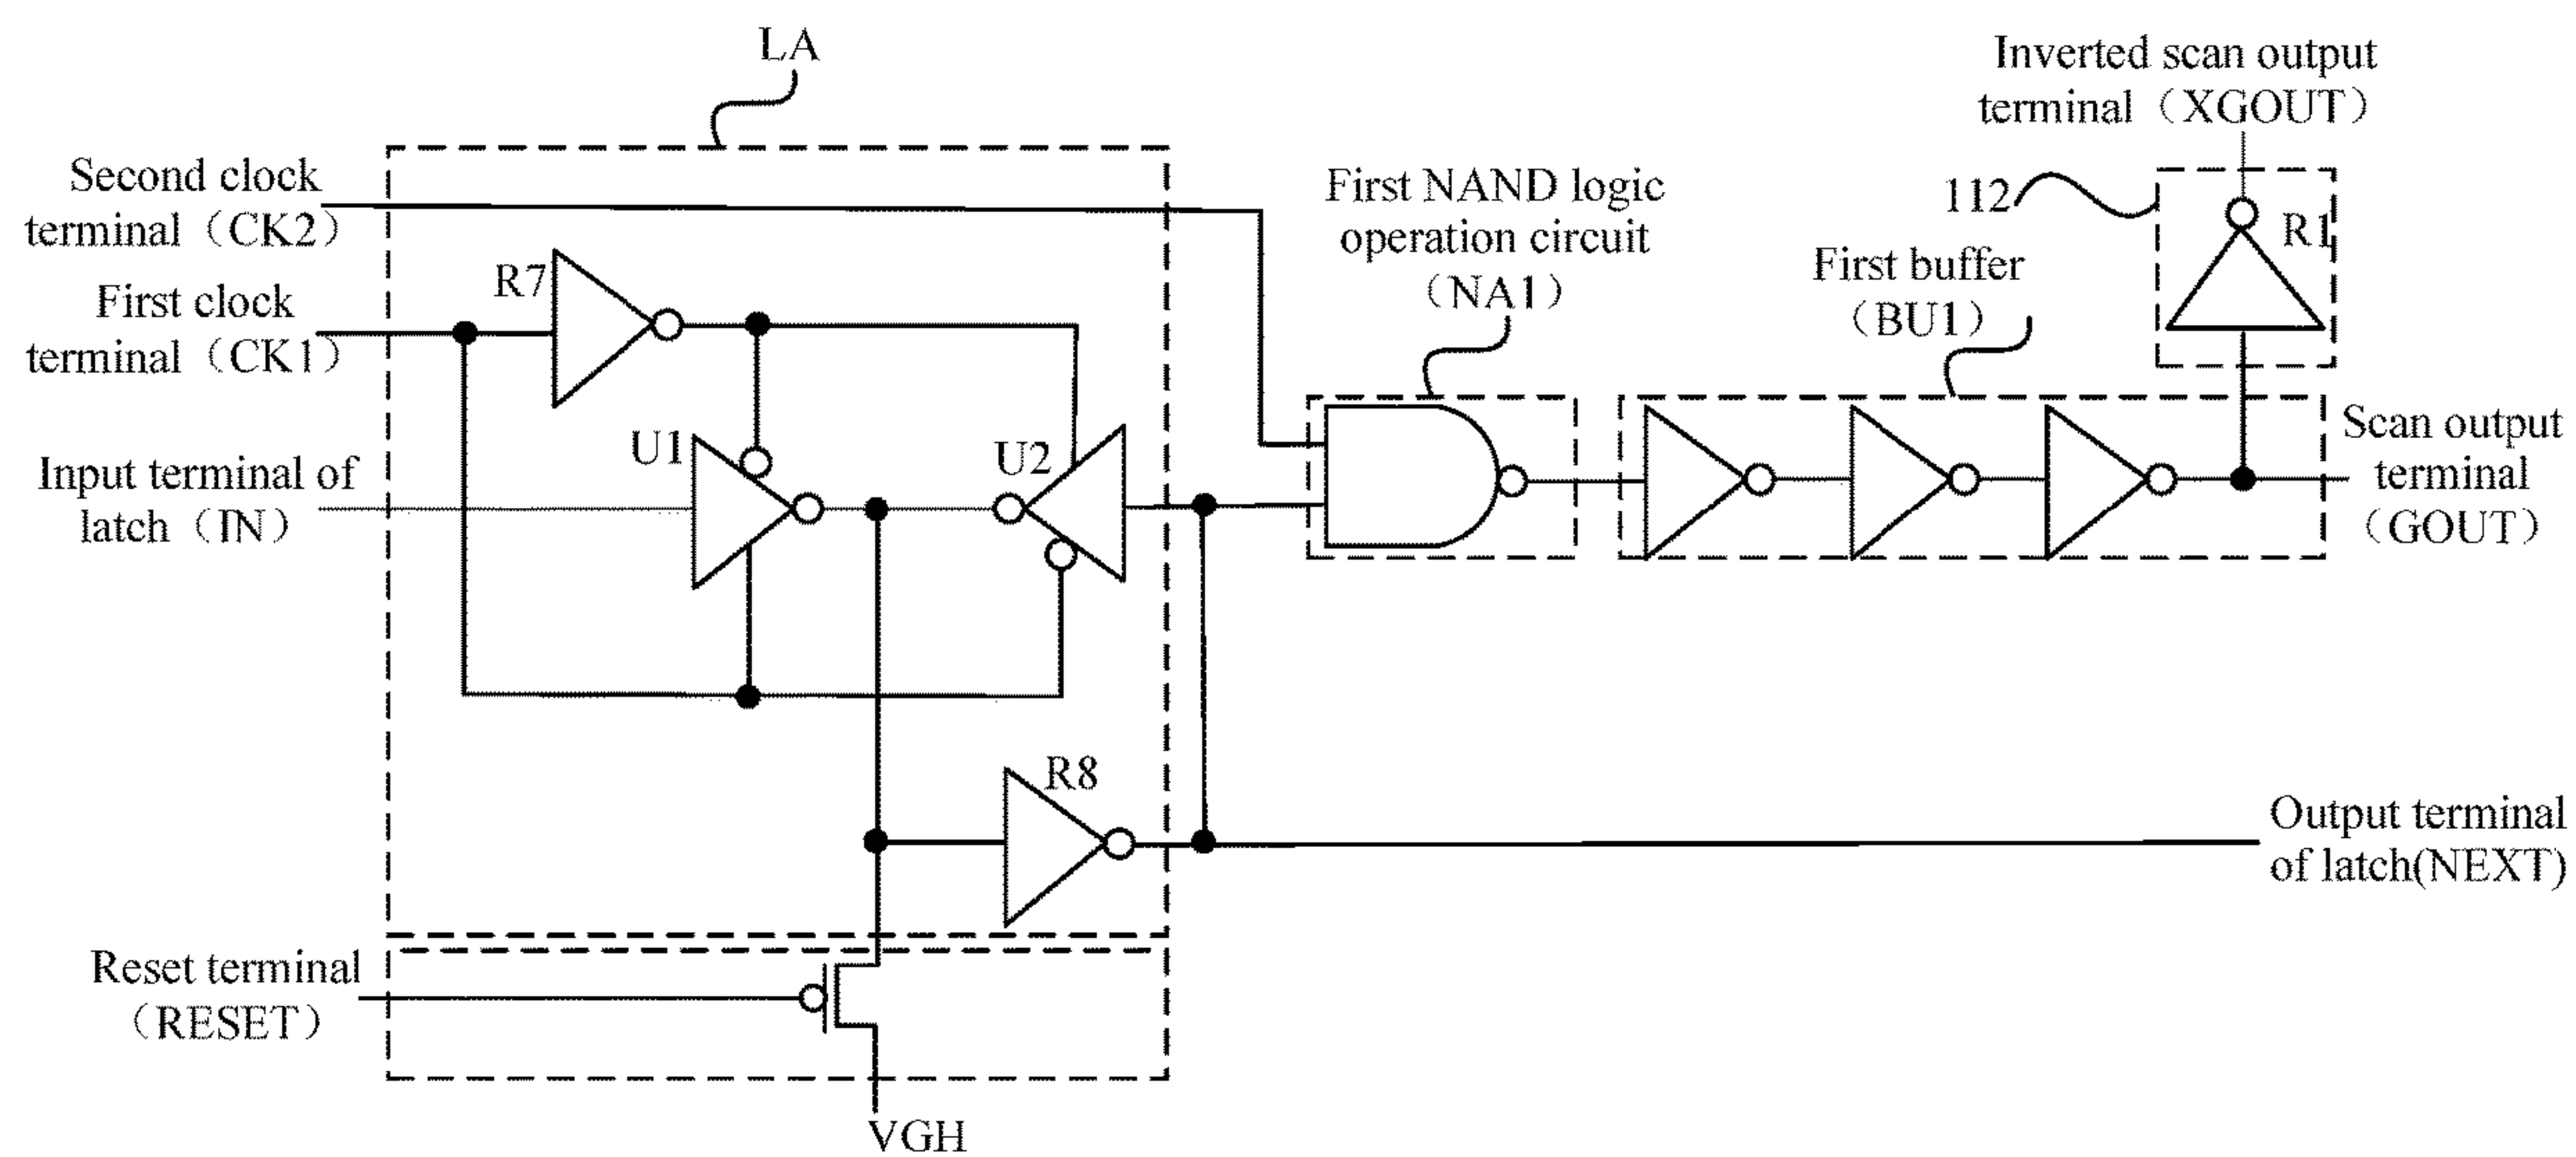 LA
Inverted scan output
terminal（XGOUT）
Second clock
terminal（CK2）
First NAND logic
operation circuit
（NA1）
112
R1
First buffer
（BU1）
R7
First clock
terminal（CK1）
U1
U2
Input terminal of
latch（IN）
Scan output
terminal
（GOUT）
R8
Output terminal
of latch(NEXT)
Reset terminal
（RESET）
VGH